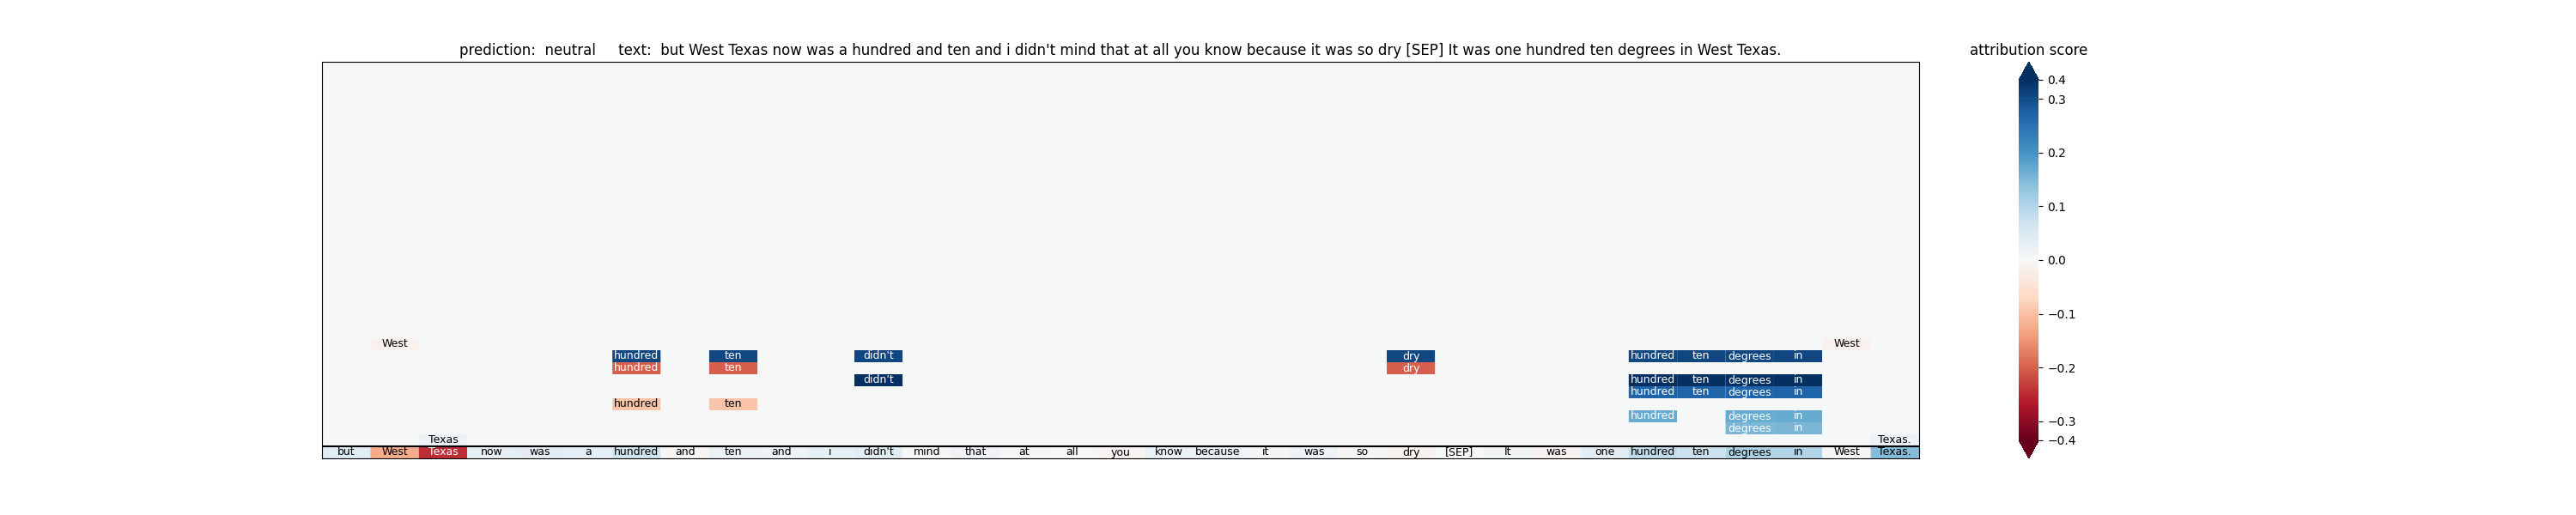 prediction:  neutral     text:  but West Texas now was a hundred and ten and i didn't mind that at all you know because it was so dry [SEP] It was one hundred ten degrees in West Texas.
attribution score
0.4
0.3
0.2
0.1
0.0
−0.1
−0.2
−0.3
−0.4
West West
hundred ten didn't dry hundred ten degrees in
hundred ten dry
didn't hundred ten degrees in
hundred ten degrees in
hundred ten
hundred degrees in
degrees in
Texas Texas.
but West Texas now was a hundred and ten and i didn't mind that at all you know because it was so dry [SEP] It was one hundred ten degrees in West Texas.